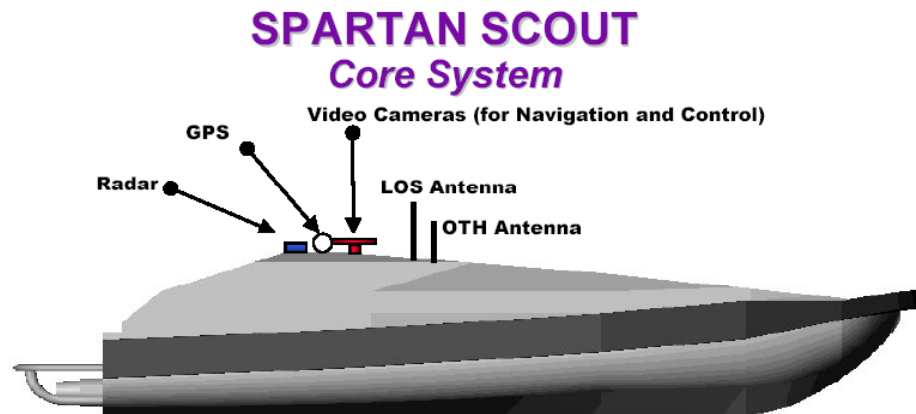 SPARTAN SCOUT
Core System
Video Cameras (for Navigation and Control)
GPS
Radar
LOS Antenna
OTH Antenna